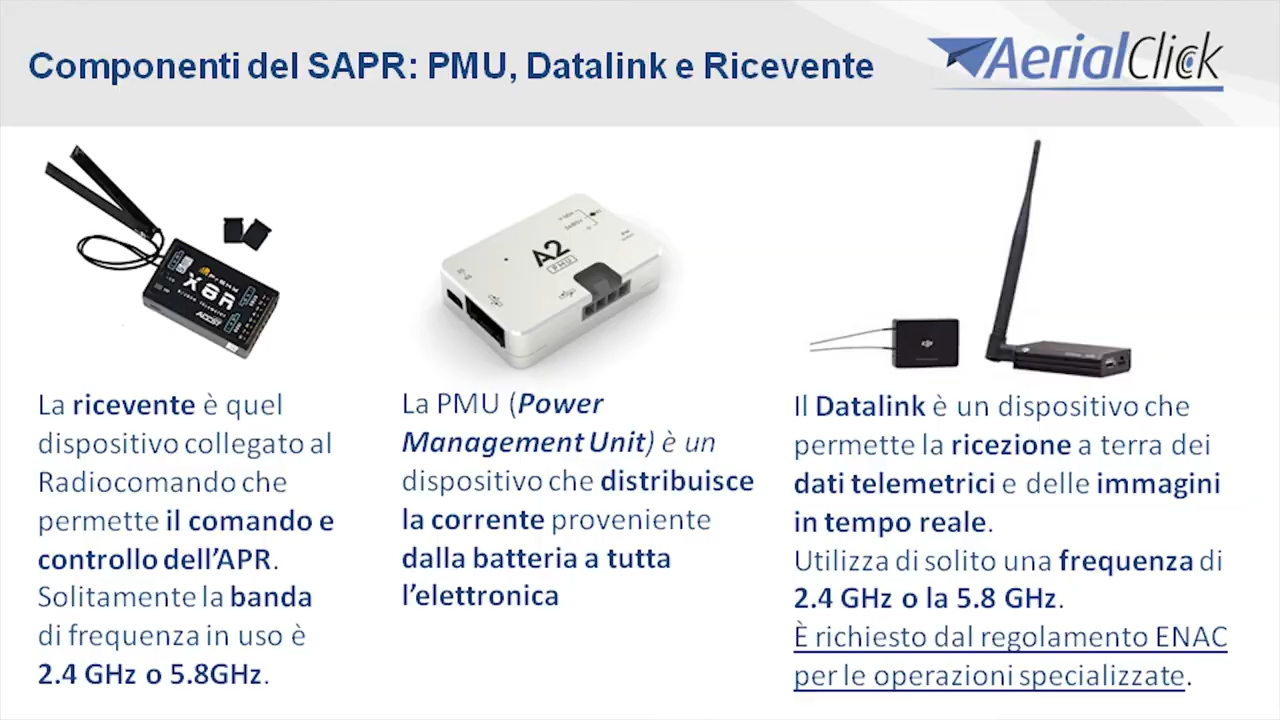 Componenti del SAPR: PMU, Datalink e Ricevente
AerialClick
FrSKY
X8R
ACCST
A2
PMU
dji
La ricevente è quel
dispositivo collegato al
Radiocomando che
permette il comando e
controllo dell’APR.
Solitamente la banda
di frequenza in uso è
2.4 GHz o 5.8GHz.
La PMU (Power
Management Unit) è un
dispositivo che distribuisce
la corrente proveniente
dalla batteria a tutta
l’elettronica
Il Datalink è un dispositivo che
permette la ricezione a terra dei
dati telemetrici e delle immagini
in tempo reale.
Utilizza di solito una frequenza di
2.4 GHz o la 5.8 GHz.
È richiesto dal regolamento ENAC
per le operazioni specializzate.